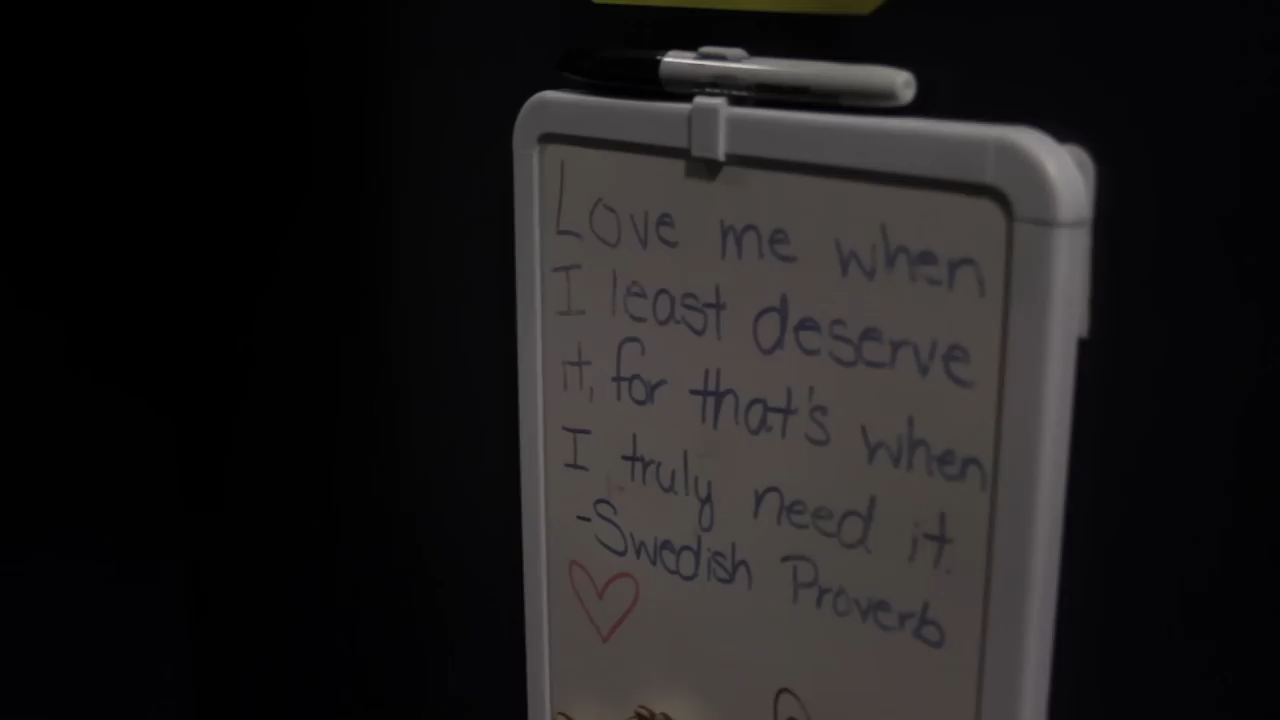 Love me when
I least deserve
it, for that's when
I truly need it.
-Swedish Proverb